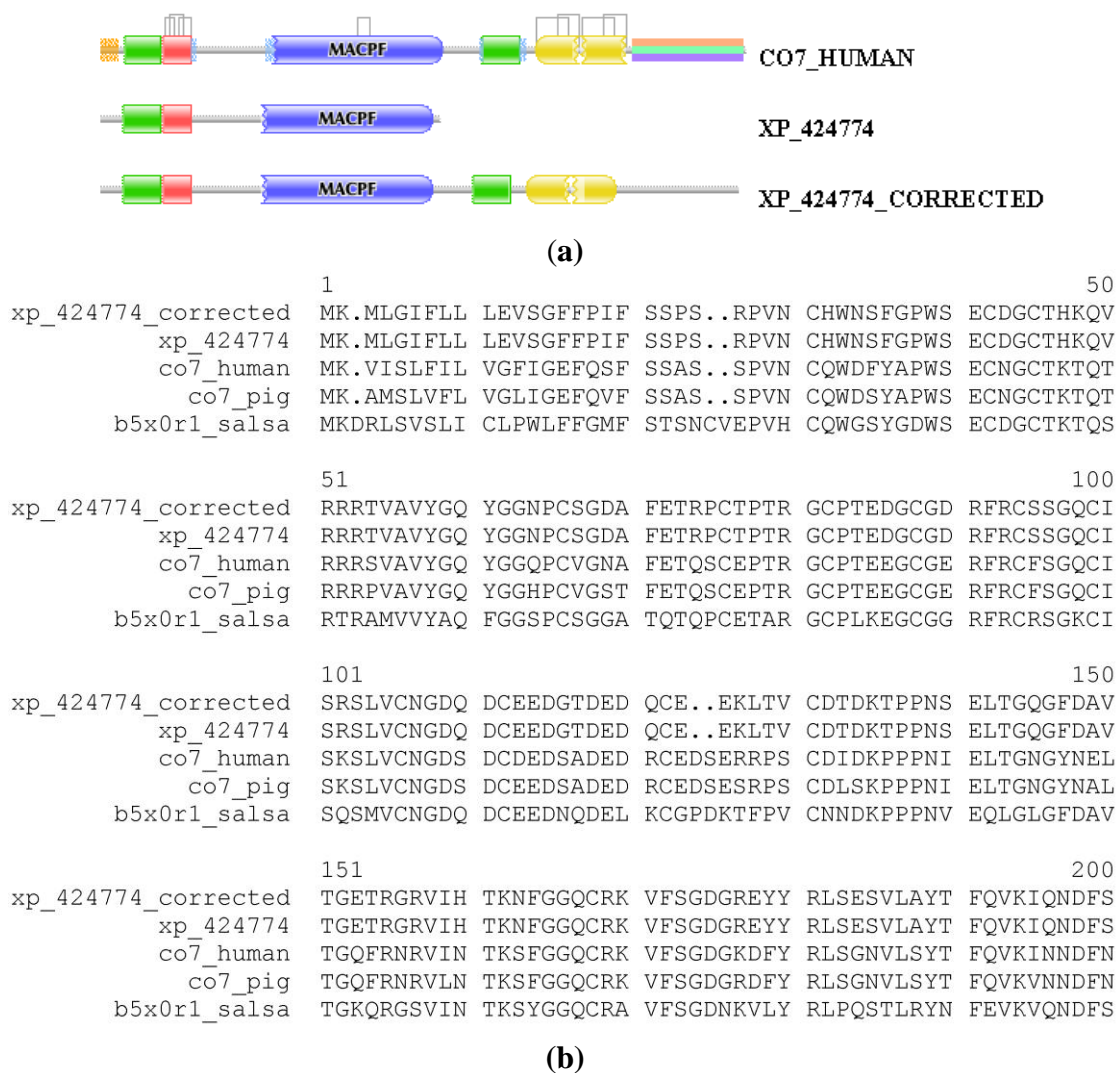 MACPF
CO7_HUMAN
MACPF
XP_424774
MACPF
XP_424774_CORRECTED
(a)
1 50
xp_424774_corrected MK.MLGIFLL LEVSGFFPIF SSPS..RPVN CHWNSFGPWS ECDGCTHKQV
xp_424774 MK.MLGIFLL LEVSGFFPIF SSPS..RPVN CHWNSFGPWS ECDGCTHKQV
co7_human MK.VISLFIL VGFIGEFQSF SSAS..SPVN CQWDFYAPWS ECNGCTKTQT
co7_pig MK.AMSLVFL VGLIGEFQVF SSAS..SPVN CQWDSYAPWS ECNGCTKTQT
b5x0r1_salsa MKDRLSVSLI CLPWLFFGMF STSNCVEPVH CQWGSYGDWS ECDGCTKTQS
51 100
xp_424774_corrected RRRTVAVYGQ YGGNPCSGDA FETRPCTPTR GCPTEDGCGD RFRCSSGQCI
xp_424774 RRRTVAVYGQ YGGNPCSGDA FETRPCTPTR GCPTEDGCGD RFRCSSGQCI
co7_human RRRSVAVYGQ YGGQPCVGNA FETQSCEPTR GCPTEEGCGE RFRCFSGQCI
co7_pig RRRPVAVYGQ YGGHPCVGST FETQSCEPTR GCPTEEGCGE RFRCFSGQCI
b5x0r1_salsa RTRAMVVYAQ FGGSPCSGGA TQTQPCETAR GCPLKEGCGG RFRCRSGKCI
101 150
xp_424774_corrected SRSLVCNGDQ DCEEDGTDED QCE..EKLTV CDTDKTPPNS ELTGQGFDAV
xp_424774 SRSLVCNGDQ DCEEDGTDED QCE..EKLTV CDTDKTPPNS ELTGQGFDAV
co7_human SKSLVCNGDS DCDEDSADED RCEDSERRPS CDIDKPPPNI ELTGNGYNEL
co7_pig SKSLVCNGDS DCDEDSADED RCEDSESRPS CDLSKPPPNI ELTGNGYNAL
b5x0r1_salsa SQSMVCNGDQ DCEEDNQDEL KCGPDKTFPV CNNDKPPPNV EQLGLGFDAV
151 200
xp_424774_corrected TGETRGRVIH TKNFGGQCRK VFSGDGREYY RLSESVLAYT FQVKIQNDFS
xp_424774 TGETRGRVIH TKNFGGQCRK VFSGDGREYY RLSESVLAYT FQVKIQNDFS
co7_human TGQFRNRVIN TKSFGGQCRK VFSGDGKDFY RLSGNVLSYT FQVKINNDFN
co7_pig TGQFRNRVLN TKSFGGQCRK VFSGDGRDFY RLSGNVLSYT FQVKVNNDFN
b5x0r1_salsa TGKQRGSVIN TKSYGGQCRA VFSGDNKVLY RLPQSTLRYN FEVKVQNDFS
(b)